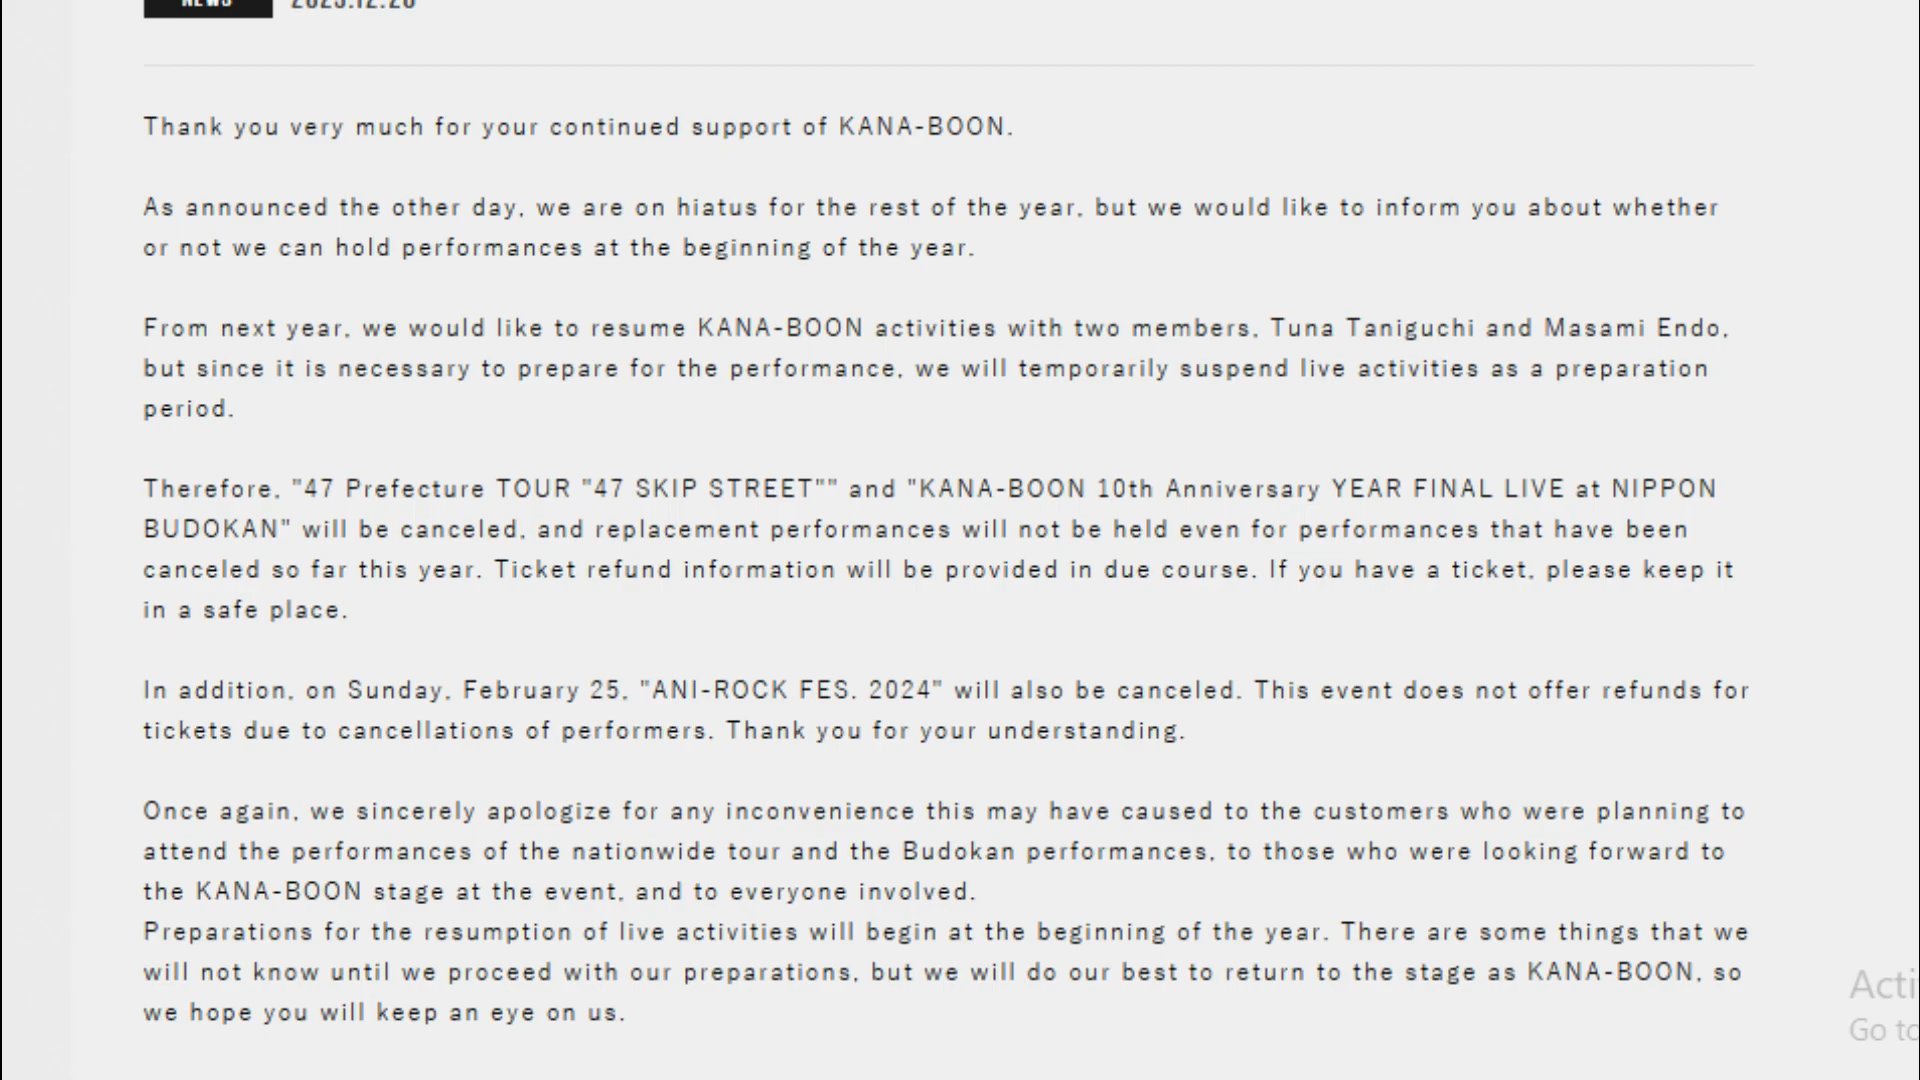 NEWS 2023.12.26
Thank you very much for your continued support of KANA-BOON.
As announced the other day, we are on hiatus for the rest of the year, but we would like to inform you about whether
or not we can hold performances at the beginning of the year.
From next year, we would like to resume KANA-BOON activities with two members, Tuna Taniguchi and Masami Endo,
but since it is necessary to prepare for the performance, we will temporarily suspend live activities as a preparation
period.
Therefore, "47 Prefecture TOUR "47 SKIP STREET"" and "KANA-BOON 10th Anniversary YEAR FINAL LIVE at NIPPON
BUDOKAN" will be canceled, and replacement performances will not be held even for performances that have been
canceled so far this year. Ticket refund information will be provided in due course. If you have a ticket, please keep it
in a safe place.
In addition, on Sunday, February 25, "ANI-ROCK FES. 2024" will also be canceled. This event does not offer refunds for
tickets due to cancellations of performers. Thank you for your understanding.
Once again, we sincerely apologize for any inconvenience this may have caused to the customers who were planning to
attend the performances of the nationwide tour and the Budokan performances, to those who were looking forward to
the KANA-BOON stage at the event, and to everyone involved.
Preparations for the resumption of live activities will begin at the beginning of the year. There are some things that we
will not know until we proceed with our preparations, but we will do our best to return to the stage as KANA-BOON, so
we hope you will keep an eye on us.
Acti
Go to